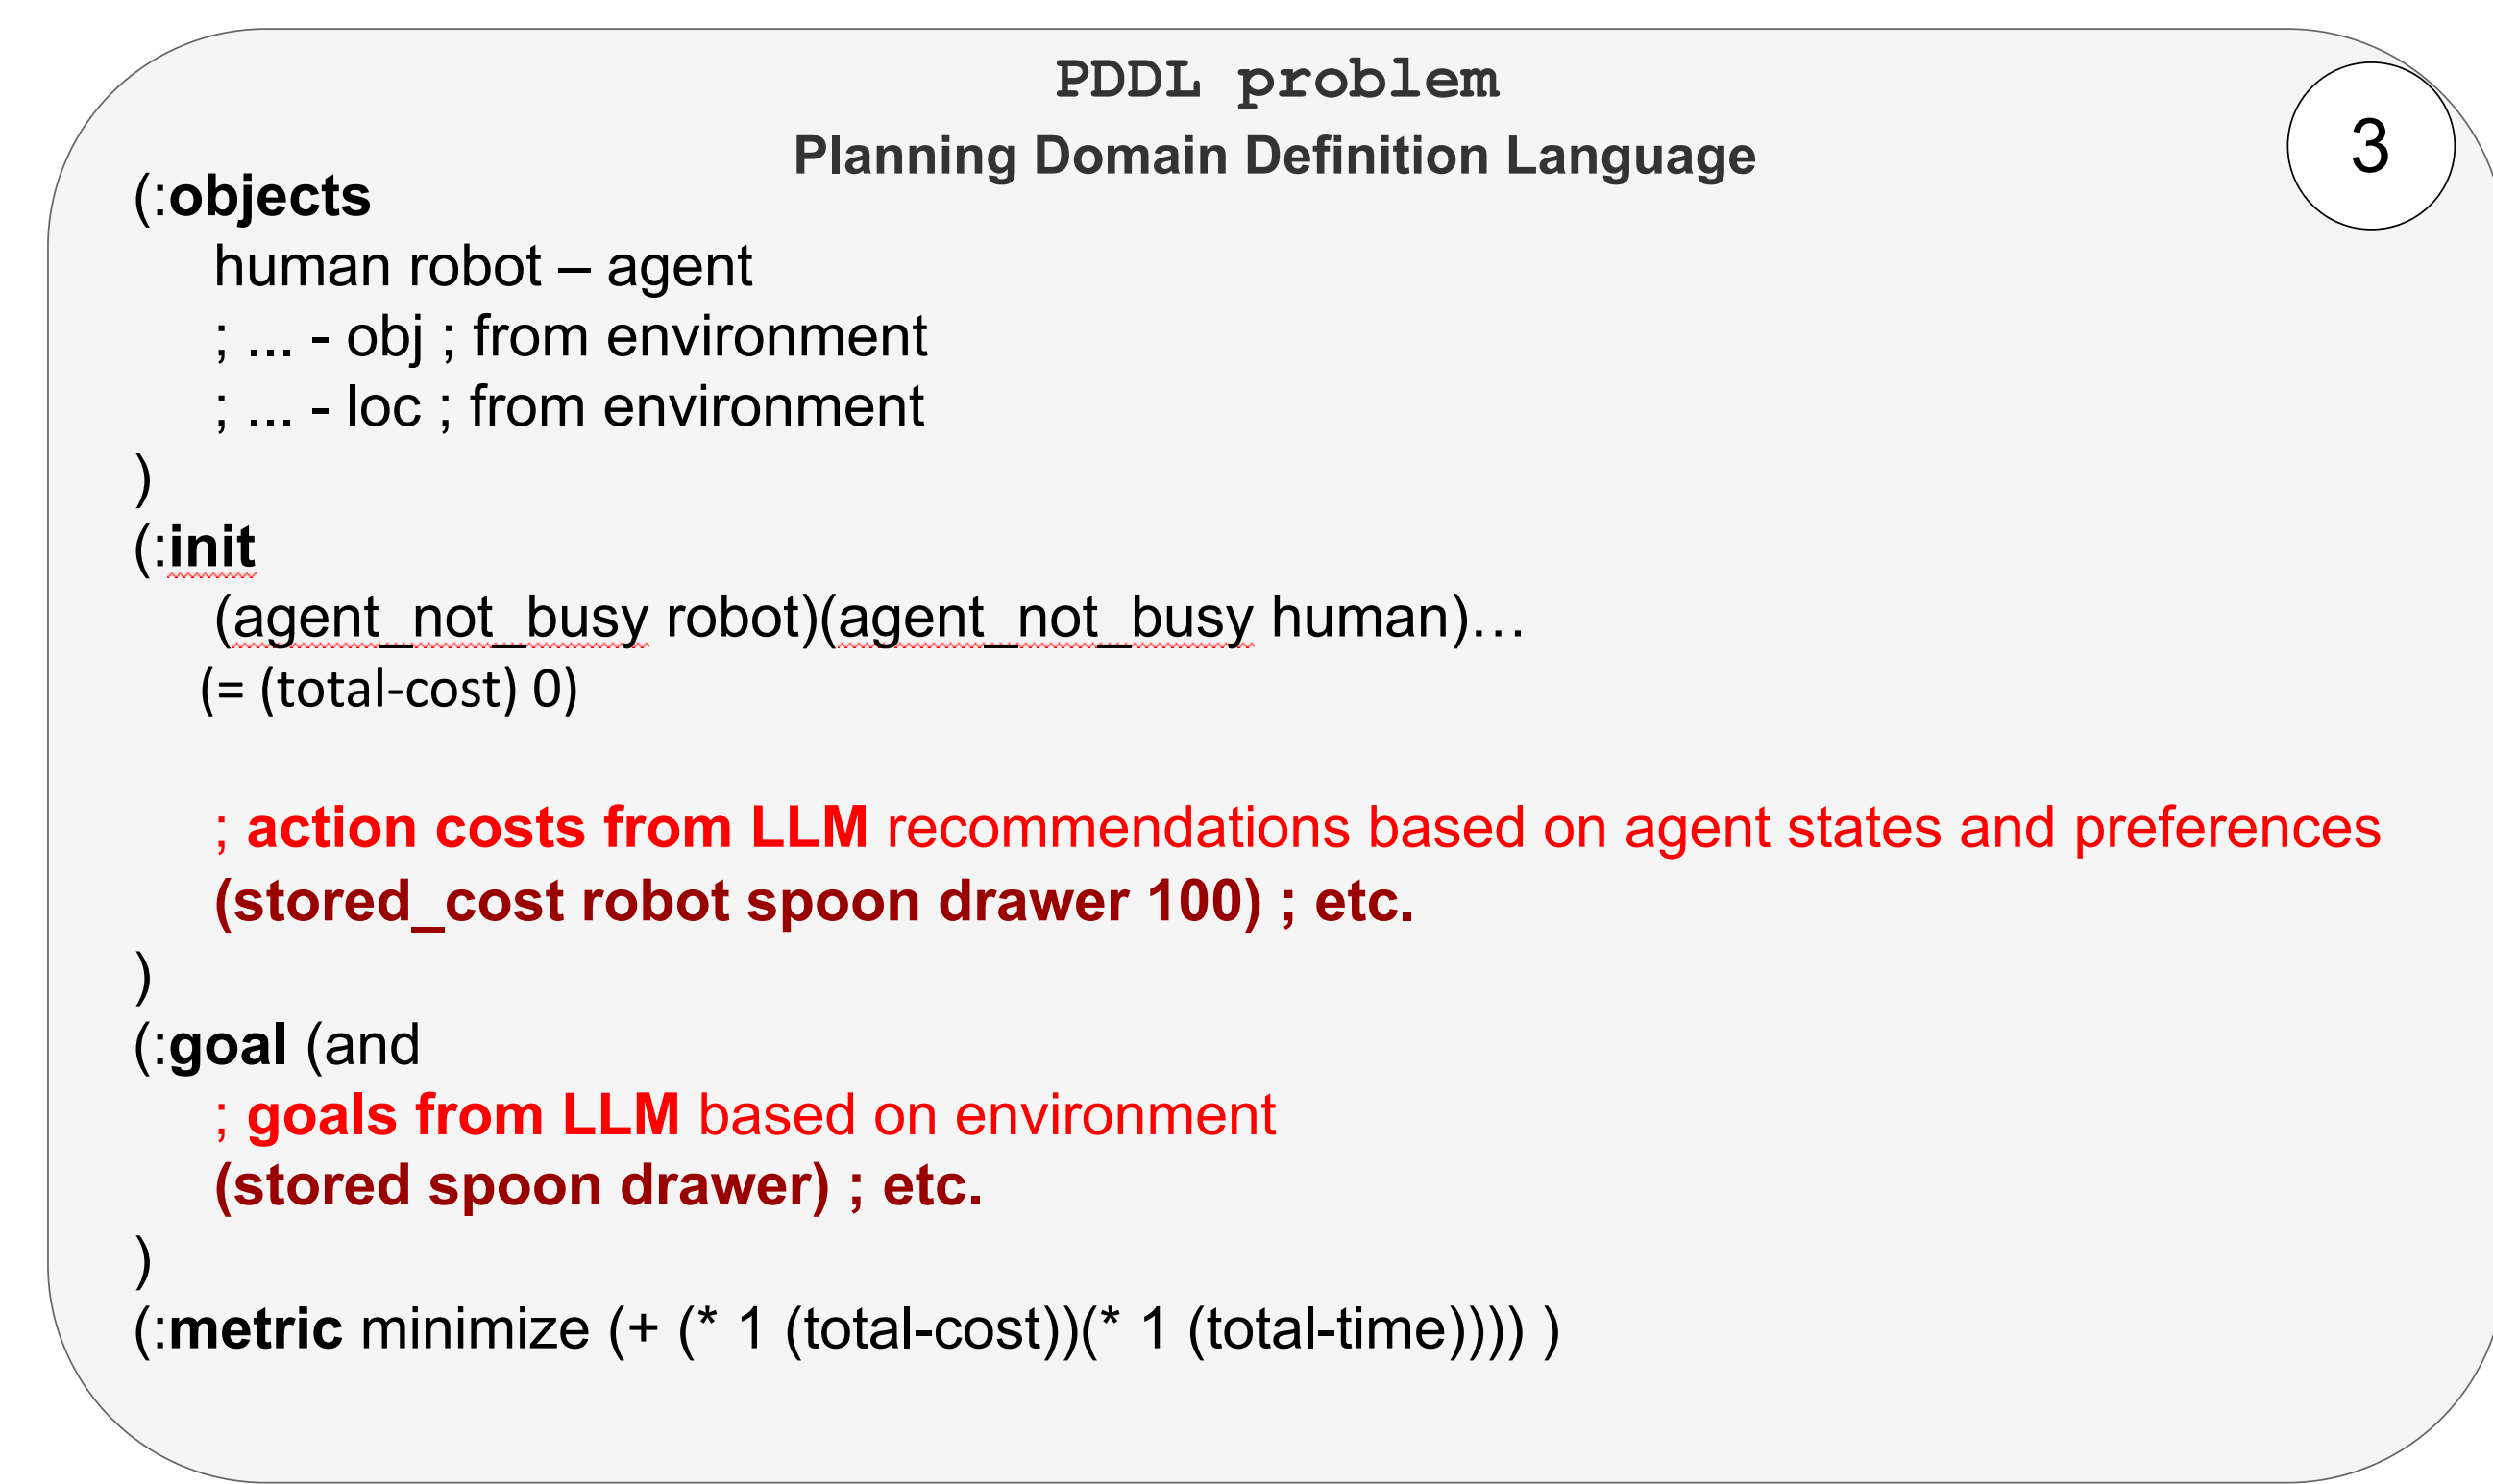 PDDL problem
Planning Domain Definition Language
3
(:objects
human robot – agent
; ... - obj ; from environment
; ... - loc ; from environment
)
(:init
(agent_not_busy robot)(agent_not_busy human)…
(= (total-cost) 0)
; action costs from LLM recommendations based on agent states and preferences
(stored_cost robot spoon drawer 100) ; etc.
)
(:goal (and
; goals from LLM based on environment
(stored spoon drawer) ; etc.
)
(:metric minimize (+ (* 1 (total-cost))(* 1 (total-time))))) )